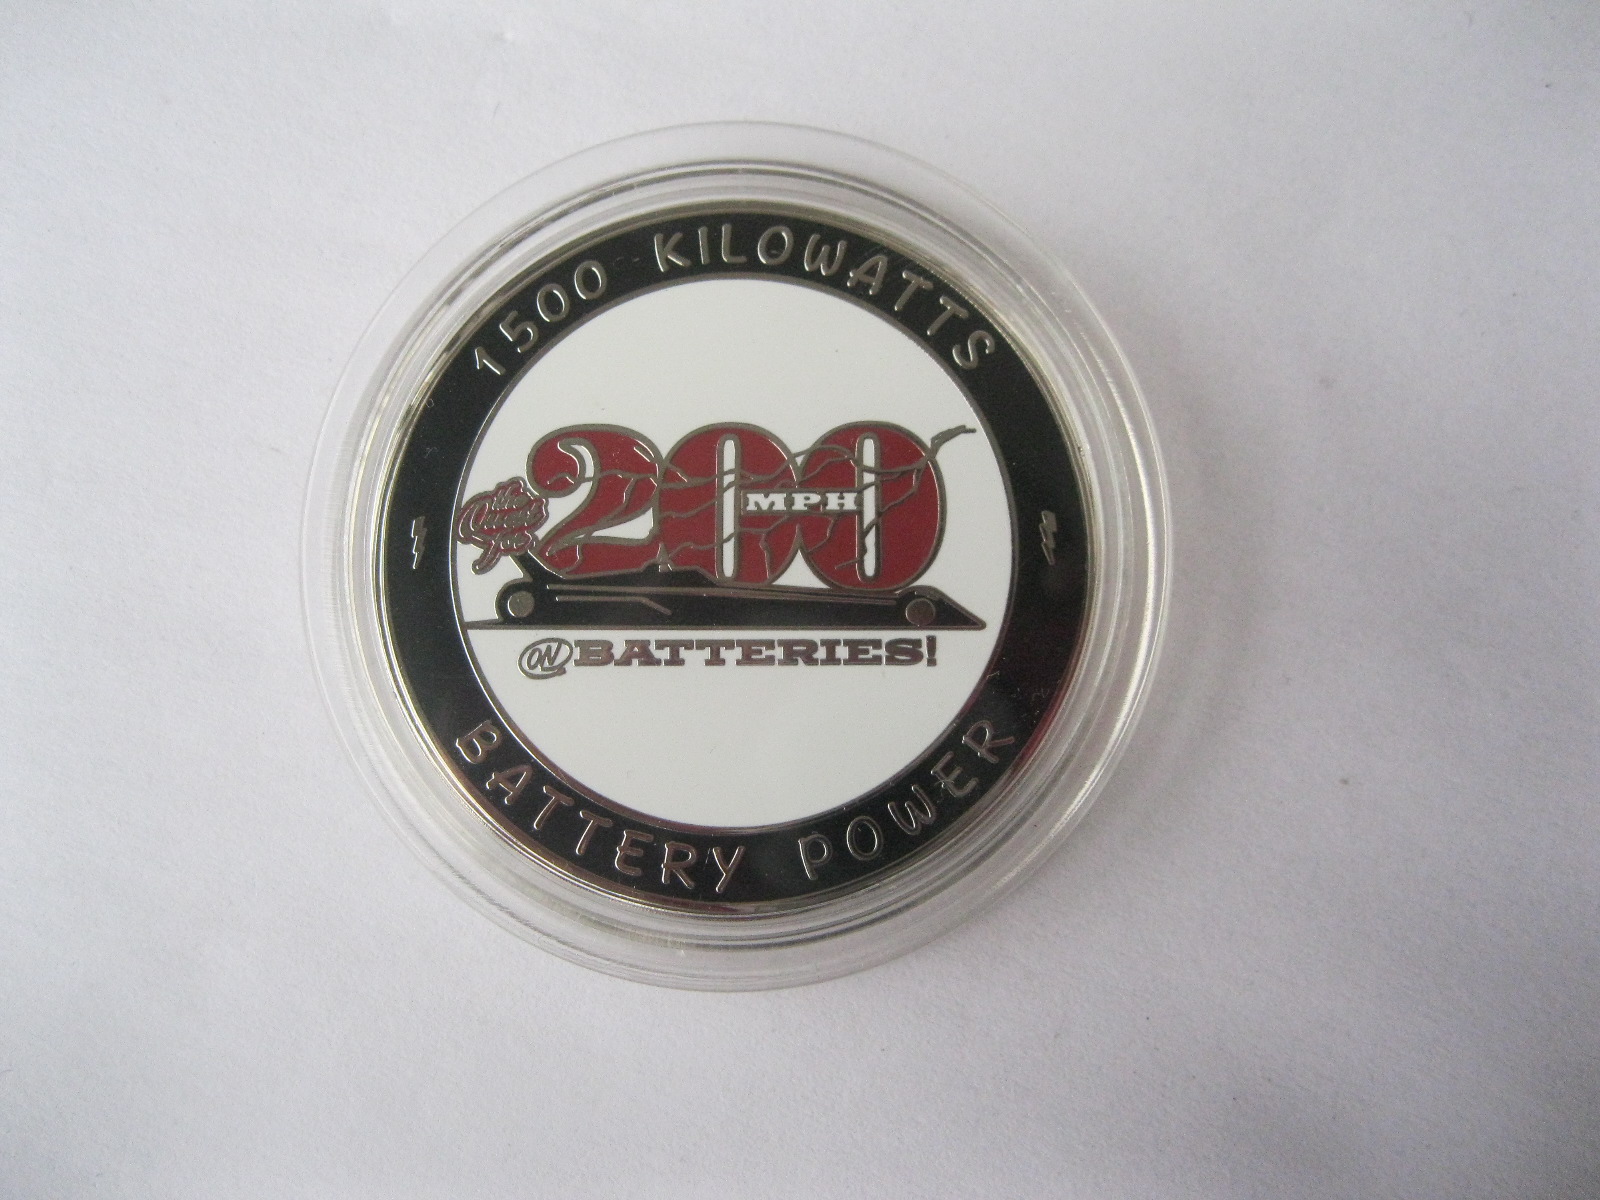 1500 KILOWATTS
the
Quest
For
200
MPH
ON BATTERIES!
BATTERY POWER